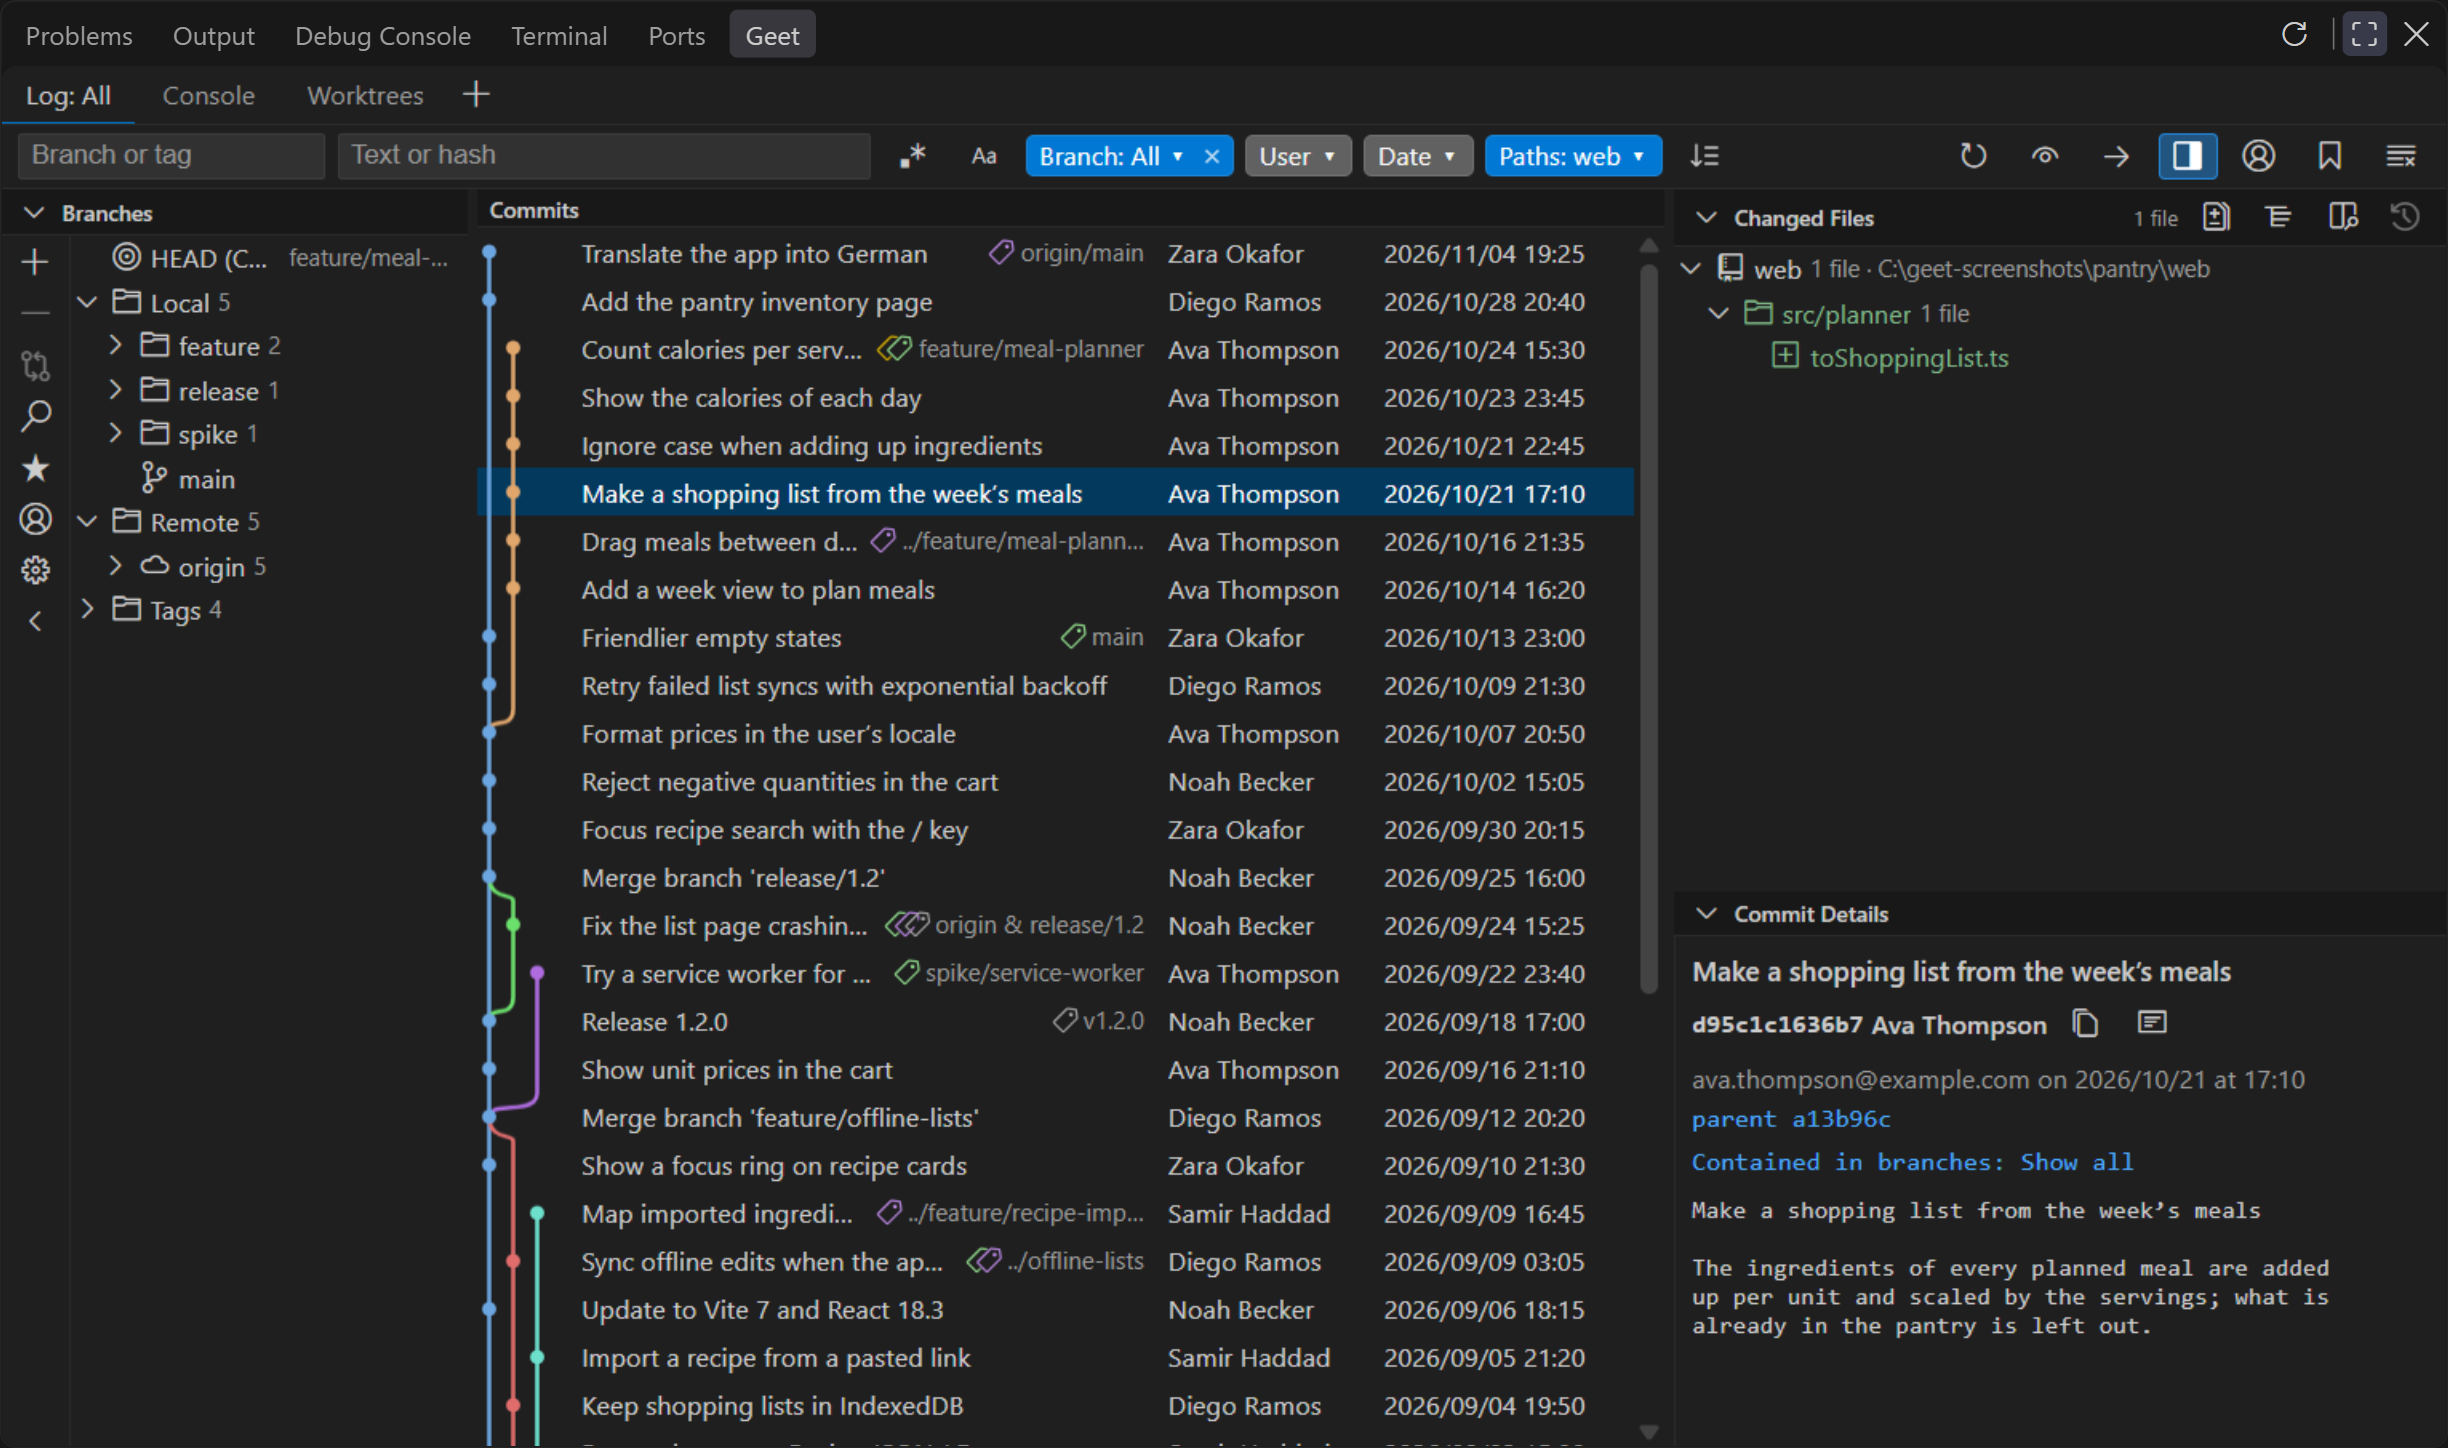 Problems Output Debug Console Terminal Ports Geet
Log: All Console Worktrees
Branch or tag Text or hash .* Aa Branch: All User Date Paths: web
Branches
HEAD (C... feature/meal-...
Local 5
feature 2
release 1
spike 1
main
Remote 5
origin 5
Tags 4
Commits
Translate the app into German origin/main Zara Okafor 2026/11/04 19:25
Add the pantry inventory page Diego Ramos 2026/10/28 20:40
Count calories per serv... feature/meal-planner Ava Thompson 2026/10/24 15:30
Show the calories of each day Ava Thompson 2026/10/23 23:45
Ignore case when adding up ingredients Ava Thompson 2026/10/21 22:45
Make a shopping list from the week’s meals Ava Thompson 2026/10/21 17:10
Drag meals between d... ../feature/meal-plann... Ava Thompson 2026/10/16 21:35
Add a week view to plan meals Ava Thompson 2026/10/14 16:20
Friendlier empty states main Zara Okafor 2026/10/13 23:00
Retry failed list syncs with exponential backoff Diego Ramos 2026/10/09 21:30
Format prices in the user’s locale Ava Thompson 2026/10/07 20:50
Reject negative quantities in the cart Noah Becker 2026/10/02 15:05
Focus recipe search with the / key Zara Okafor 2026/09/30 20:15
Merge branch 'release/1.2' Noah Becker 2026/09/25 16:00
Fix the list page crashin... origin & release/1.2 Noah Becker 2026/09/24 15:25
Try a service worker for ... spike/service-worker Ava Thompson 2026/09/22 23:40
Release 1.2.0 v1.2.0 Noah Becker 2026/09/18 17:00
Show unit prices in the cart Ava Thompson 2026/09/16 21:10
Merge branch 'feature/offline-lists' Diego Ramos 2026/09/12 20:20
Show a focus ring on recipe cards Zara Okafor 2026/09/10 21:30
Map imported ingredi... ../feature/recipe-imp... Samir Haddad 2026/09/09 16:45
Sync offline edits when the ap... ../offline-lists Diego Ramos 2026/09/09 03:05
Update to Vite 7 and React 18.3 Noah Becker 2026/09/06 18:15
Import a recipe from a pasted link Samir Haddad 2026/09/05 21:20
Keep shopping lists in IndexedDB Diego Ramos 2026/09/04 19:50
Changed Files 1 file
web 1 file · C:\geet-screenshots\pantry\web
src/planner 1 file
toShoppingList.ts
Commit Details
Make a shopping list from the week’s meals
d95c1c1636b7 Ava Thompson
ava.thompson@example.com on 2026/10/21 at 17:10
parent a13b96c
Contained in branches: Show all
Make a shopping list from the week’s meals
The ingredients of every planned meal are added
up per unit and scaled by the servings; what is
already in the pantry is left out.